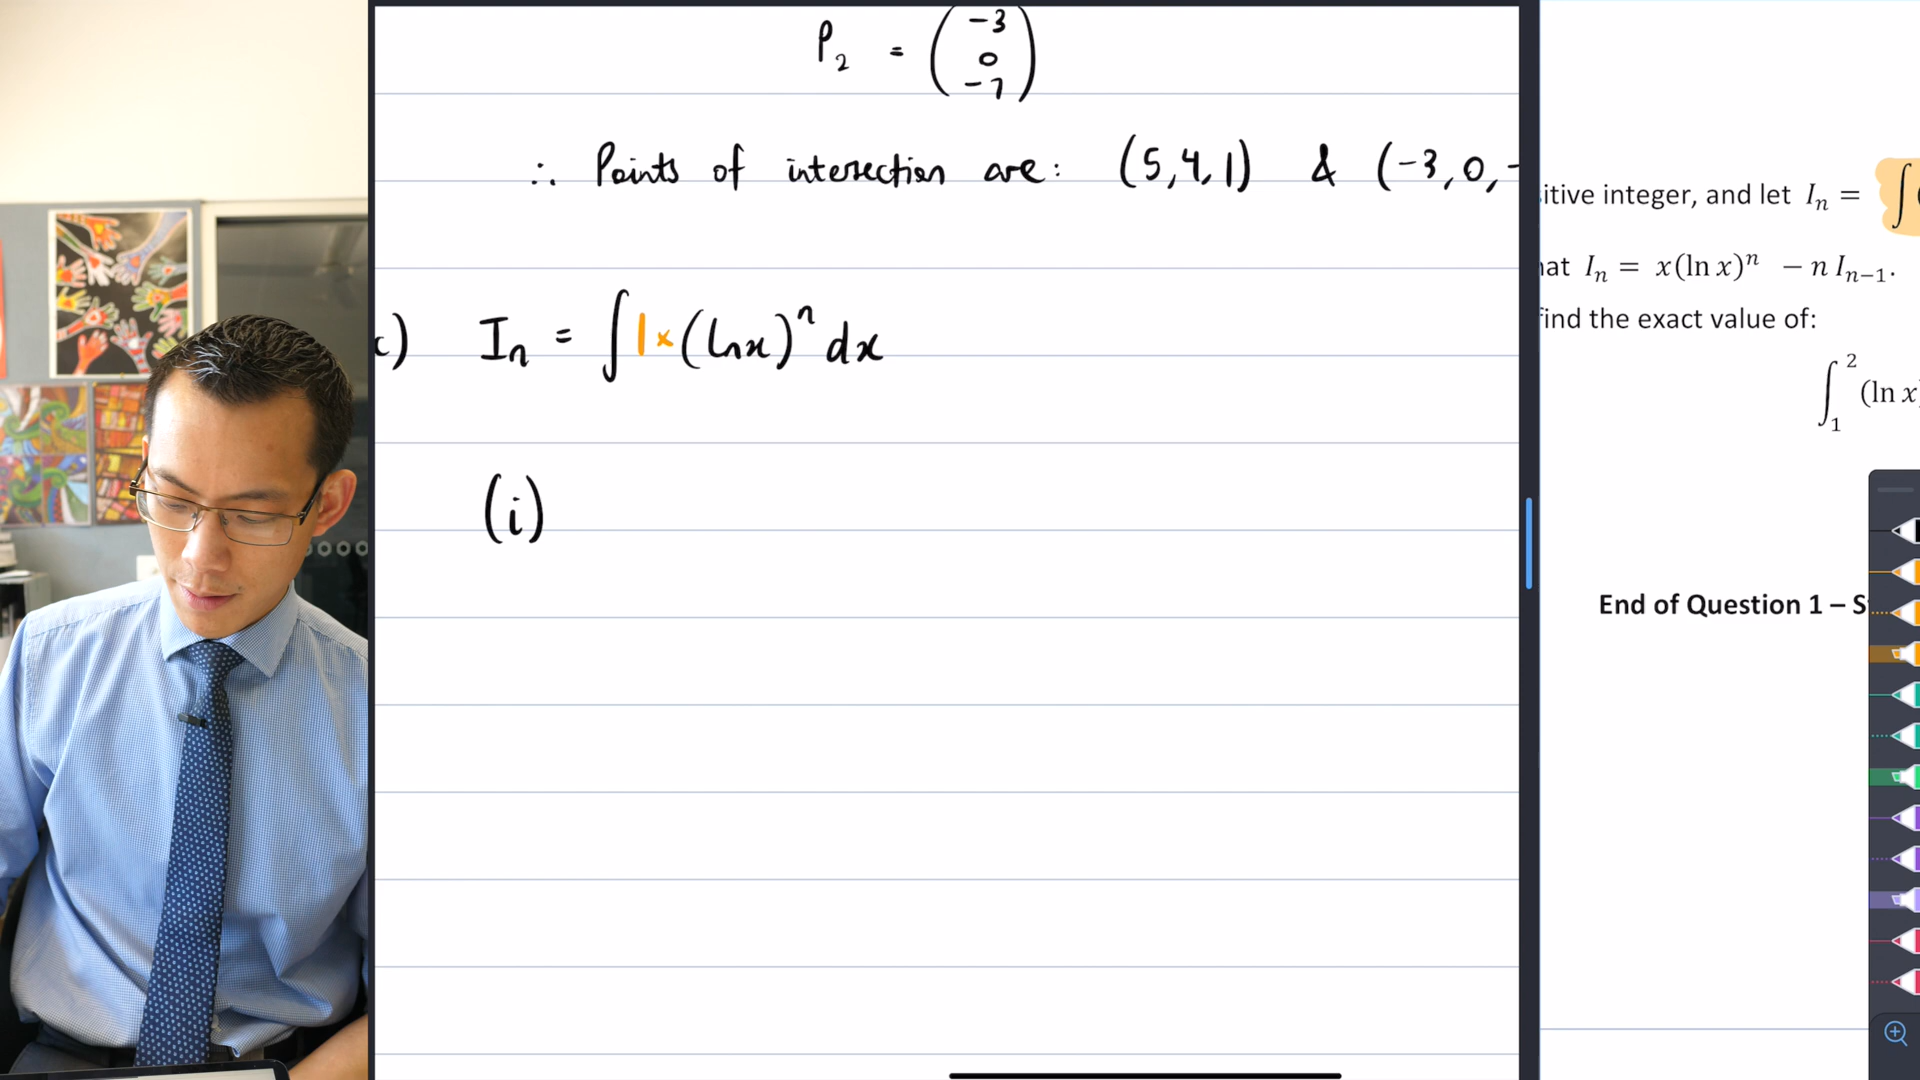 P₂ = (-3 0 -7)
∴ Points of intersection are: (5,4,1) & (-3,0,-
c) Iₙ = ∫1×(lnx)ⁿ dx
(i)
itive integer, and let Iₙ = ∫(
hat Iₙ = x(ln x)ⁿ − n Iₙ₋₁.
find the exact value of:
∫₁² (ln x)
End of Question 1 – S